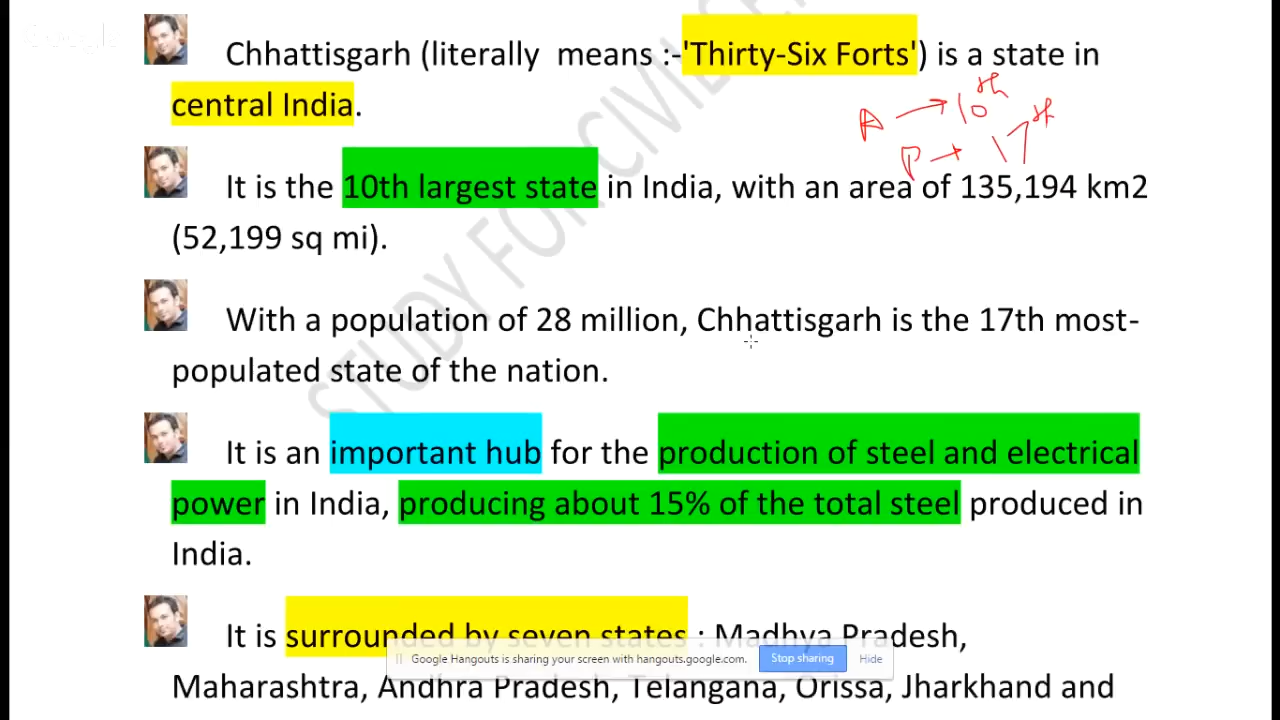 Google
Chhattisgarh (literally means :-'Thirty-Six Forts') is a state in
central India.
A → 10th
P → 17th
It is the 10th largest state in India, with an area of 135,194 km2
(52,199 sq mi).
With a population of 28 million, Chhattisgarh is the 17th most-
populated state of the nation.
STUDY FOR CIVIL SE
It is an important hub for the production of steel and electrical
power in India, producing about 15% of the total steel produced in
India.
It is surrounded by seven states : Madhya Pradesh,
Google Hangouts is sharing your screen with hangouts.google.com. Stop sharing Hide
Maharashtra, Andhra Pradesh, Telangana, Orissa, Jharkhand and